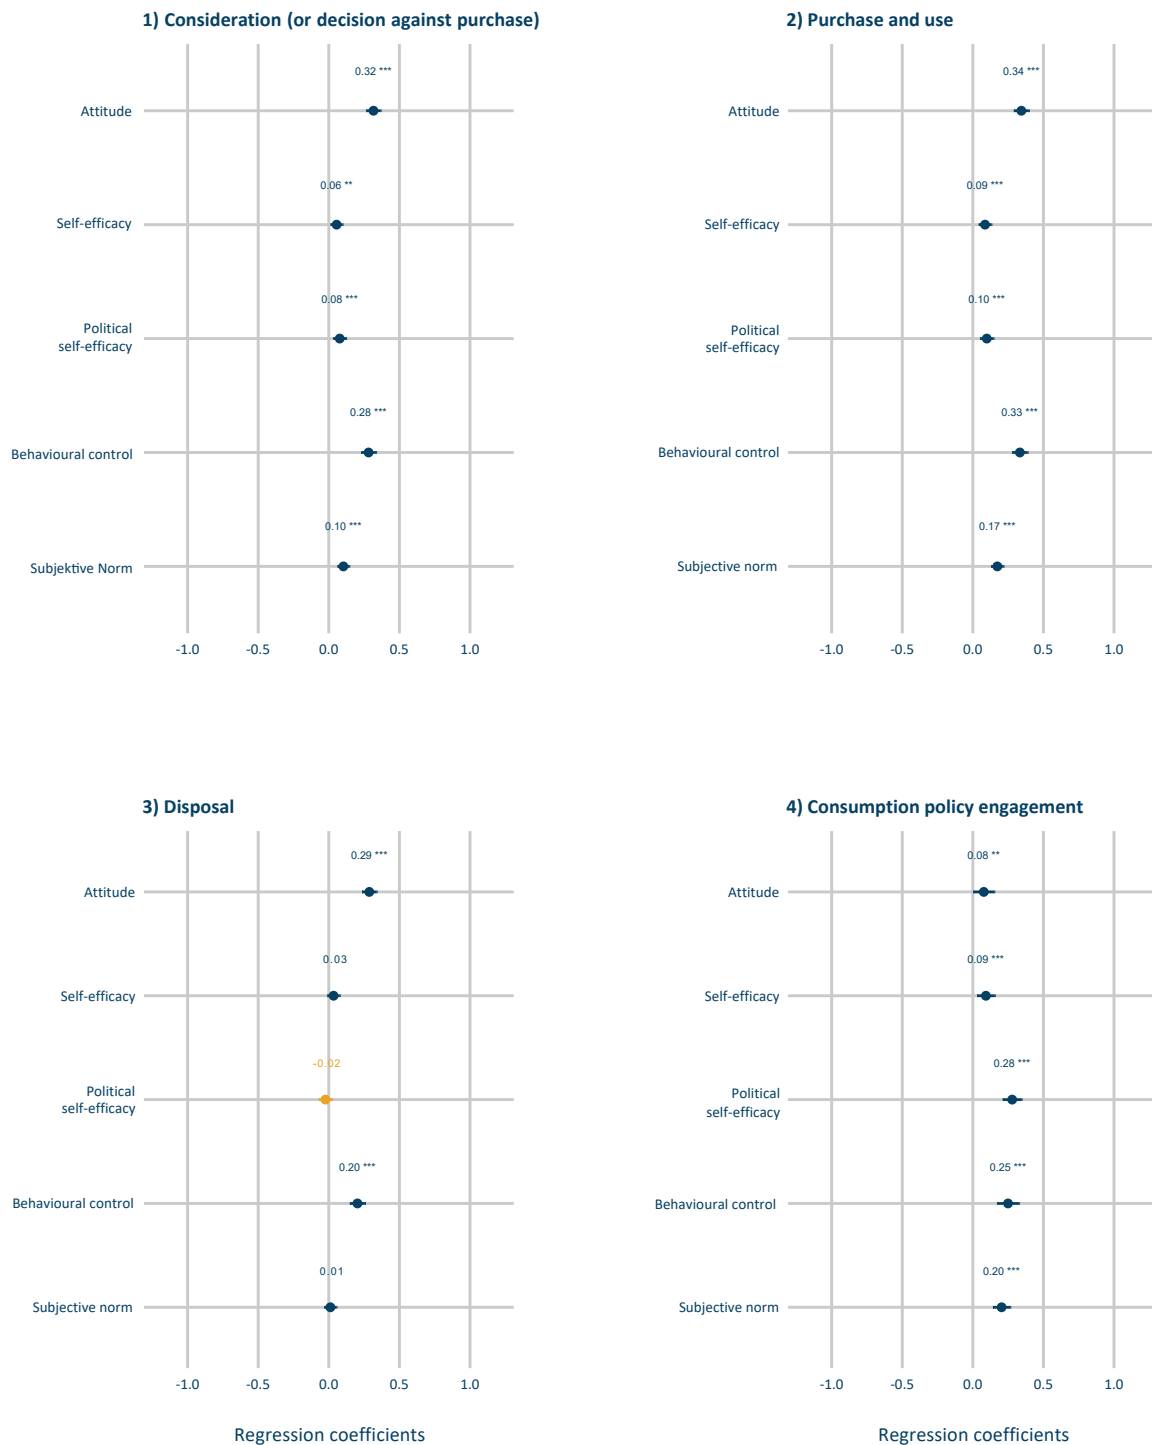 1) Consideration (or decision against purchase)
0.32 ***
Attitude
0.06 **
Self-efficacy
0.08 ***
Political
self-efficacy
0.28 ***
Behavioural control
0.10 ***
Subjektive Norm
-1.0 -0.5 0.0 0.5 1.0
2) Purchase and use
0.34 ***
Attitude
0.09 ***
Self-efficacy
0.10 ***
Political
self-efficacy
0.33 ***
Behavioural control
0.17 ***
Subjective norm
-1.0 -0.5 0.0 0.5 1.0
3) Disposal
0.29 ***
Attitude
0.03
Self-efficacy
-0.02
Political
self-efficacy
0.20 ***
Behavioural control
0.01
Subjective norm
-1.0 -0.5 0.0 0.5 1.0
Regression coefficients
4) Consumption policy engagement
0.08 **
Attitude
0.09 ***
Self-efficacy
0.28 ***
Political
self-efficacy
0.25 ***
Behavioural control
0.20 ***
Subjective norm
-1.0 -0.5 0.0 0.5 1.0
Regression coefficients